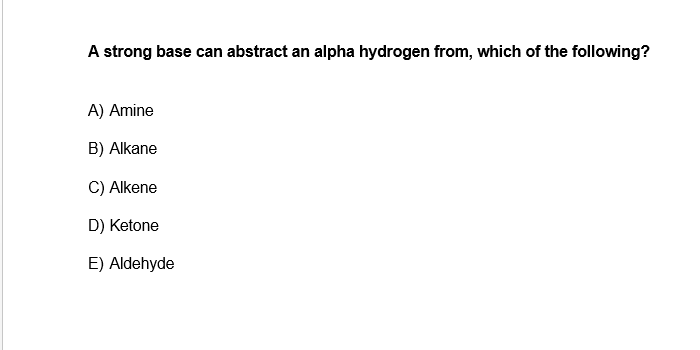 A strong base can abstract an alpha hydrogen from, which of the following?
A) Amine
B) Alkane
C) Alkene
D) Ketone
E) Aldehyde